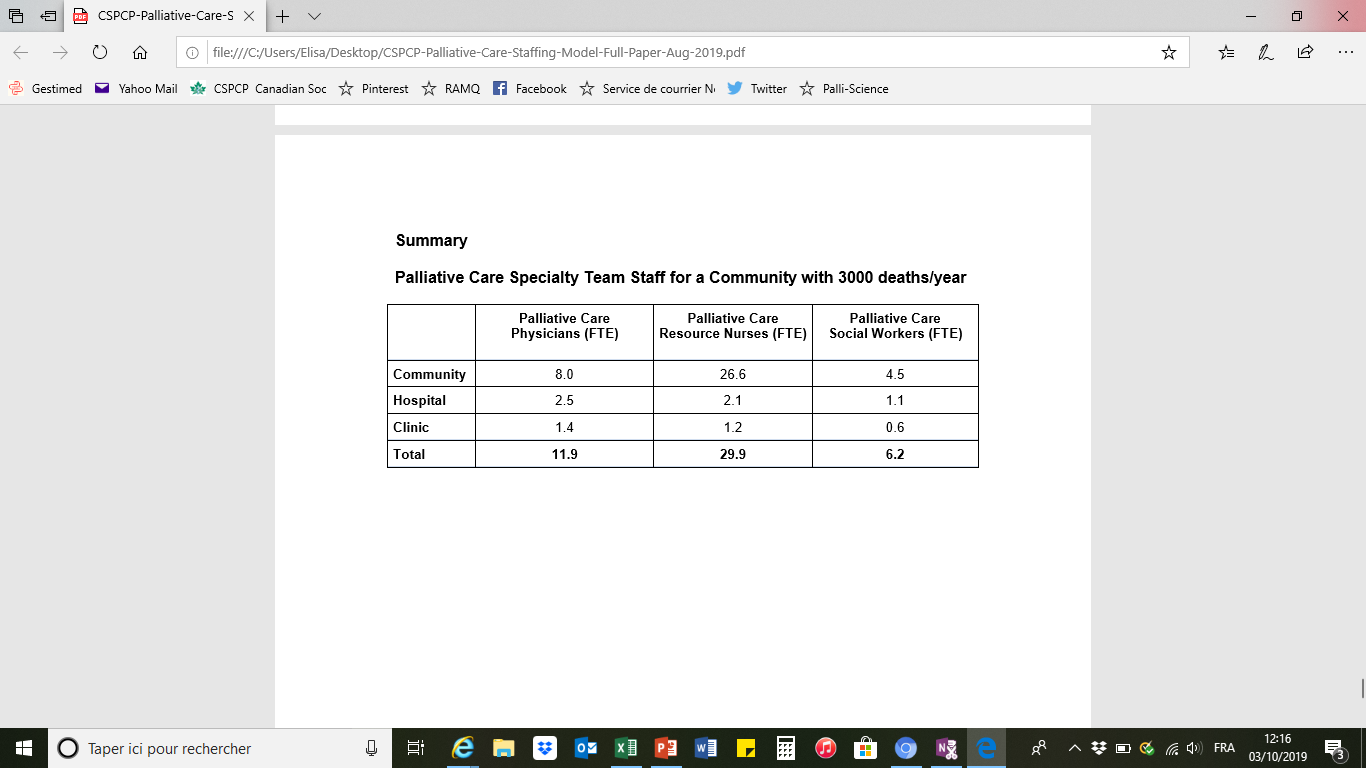 CSPCP-Palliative-Care-S
file:///C:/Users/Elisa/Desktop/CSPCP-Palliative-Care-Staffing-Model-Full-Paper-Aug-2019.pdf
Gestimed Yahoo Mail CSPCP Canadian Soc Pinterest RAMQ Facebook Service de courrier N Twitter Palli-Science
Summary
Palliative Care Specialty Team Staff for a Community with 3000 deaths/year
Palliative Care Palliative Care Palliative Care
Physicians (FTE) Resource Nurses (FTE) Social Workers (FTE)
Community 8.0 26.6 4.5
Hospital 2.5 2.1 1.1
Clinic 1.4 1.2 0.6
Total 11.9 29.9 6.2
Taper ici pour rechercher
FRA
12:16
03/10/2019
3